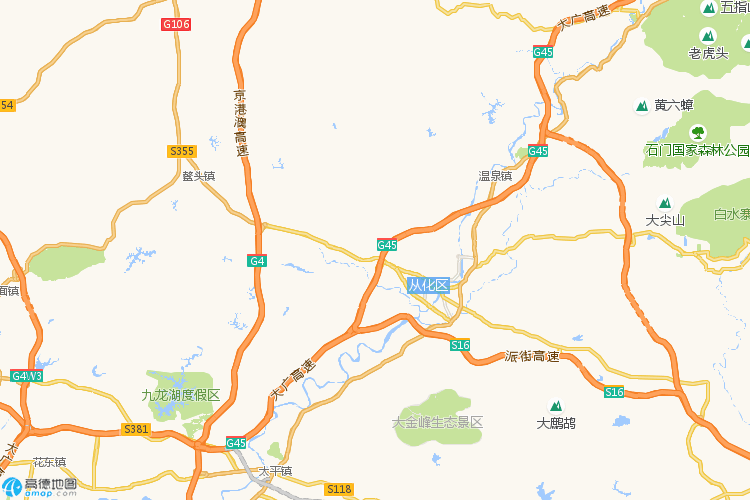 五指山
大广高速
G106
G45
老虎头
京港澳高速
54
黄六蟑
S355
G45
石门国家森林公园
鳌头镇
温泉镇
白水寨
大尖山
G45
G4
从化区
面镇
S16
派街高速
G4W3
大广高速
九龙湖度假区
S16
大金峰生态景区
大鹧鸪
S381
G45
花东镇
太平镇
高德地图
amap.com
S118